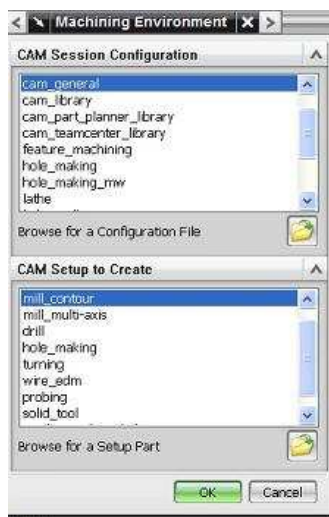 Machining Environment
CAM Session Configuration
cam_general
cam_library
cam_part_planner_library
cam_teamcenter_library
feature_machining
hole_making
hole_making_mw
lathe
Browse for a Configuration File
CAM Setup to Create
mill_contour
mill_multi-axis
drill
hole_making
turning
wire_edm
probing
solid_tool
Browse for a Setup Part
OK Cancel